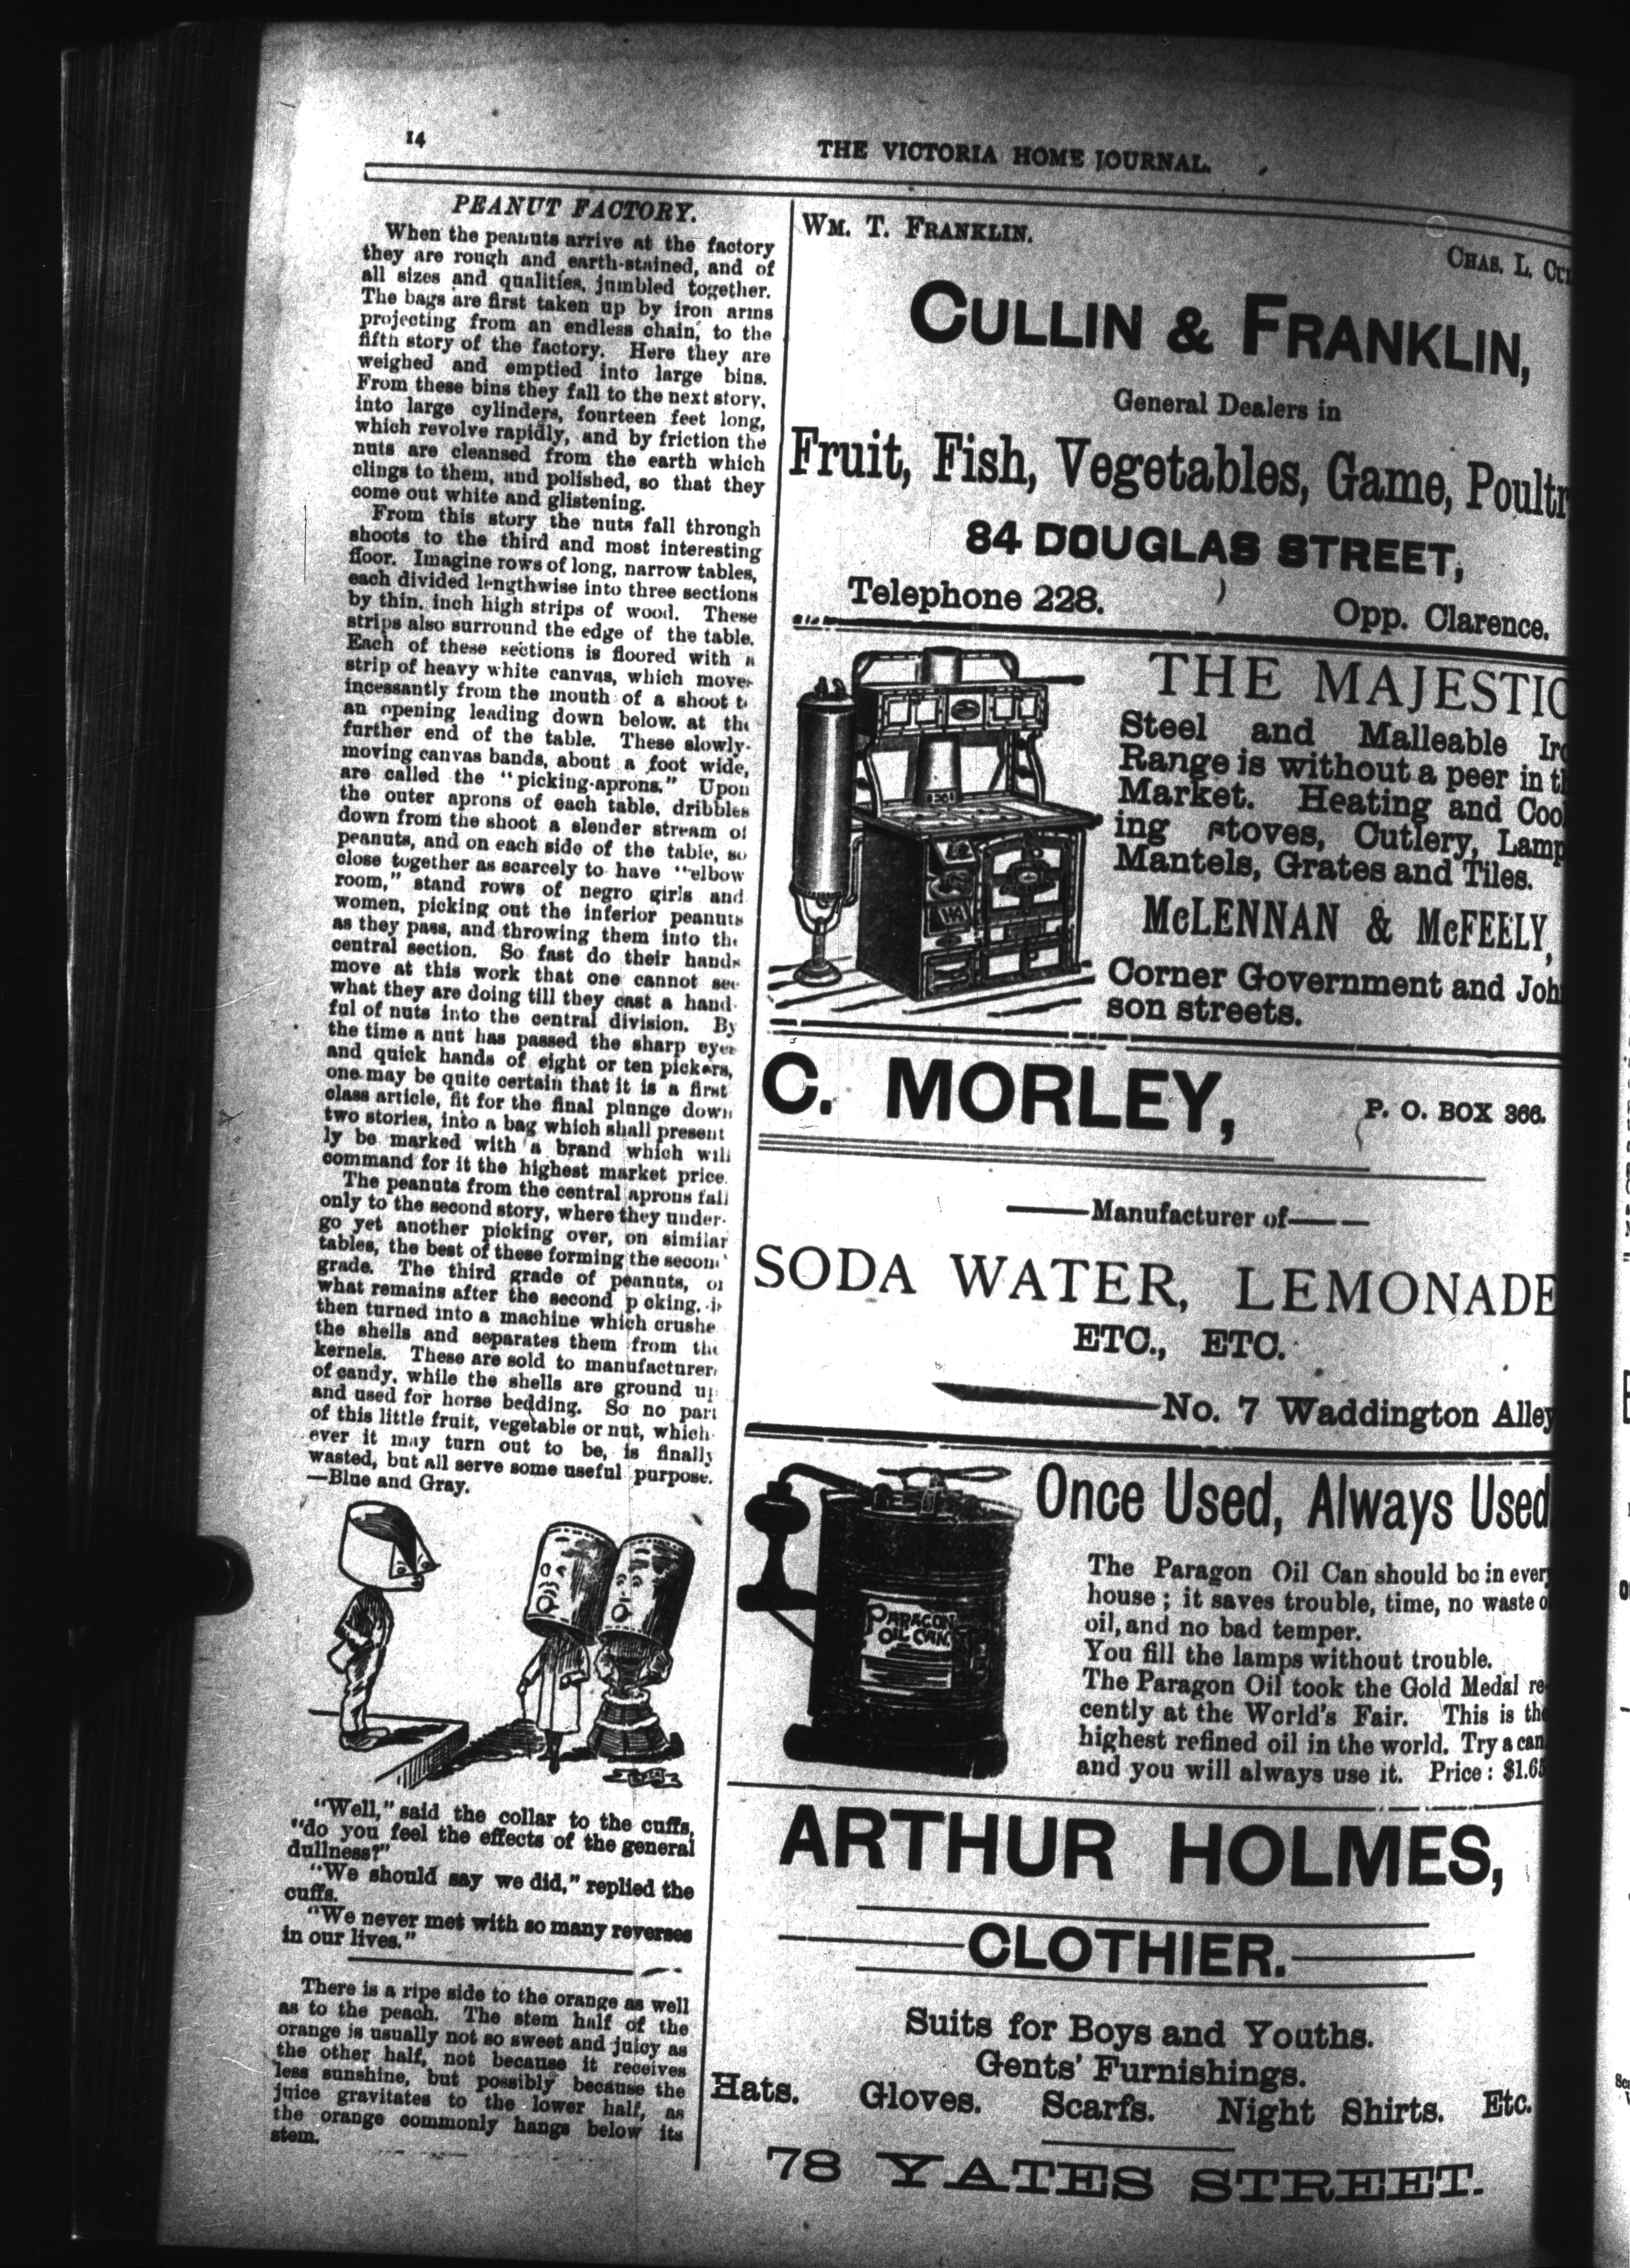 14
THE VICTORIA HOME JOURNAL.
PEANUT FACTORY.
When the peanuts arrive at the factory
they are rough and earth-stained, and of
all sizes and qualities, jumbled together.
The bags are first taken up by iron arms
projecting from an endless chain, to the
fifth story of the factory. Here they are
weighed and emptied into large bins.
From these bins they fall to the next story,
into large cylinders, fourteen feet long,
which revolve rapidly, and by friction the
nuts are cleansed from the earth which
clings to them, and polished, so that they
come out white and glistening.
From this story the nuts fall through
shoots to the third and most interesting
floor. Imagine rows of long, narrow tables,
each divided lengthwise into three sections
by thin, inch high strips of wood. These
strips also surround the edge of the table.
Each of these sections is floored with a
strip of heavy white canvas, which moves
incessantly from the mouth of a shoot t
an opening leading down below, at the
further end of the table. These slowly-
moving canvas bands, about a foot wide,
are called the "picking-aprons." Upon
the outer aprons of each table, dribbles
down from the shoot a slender stream of
peanuts, and on each side of the table, so
close together as scarcely to have "elbow
room," stand rows of negro girls and
women, picking out the inferior peanuts
as they pass, and throwing them into the
central section. So fast do their hands
move at this work that one cannot see
what they are doing till they cast a hand-
ful of nuts into the central division. By
the time a nut has passed the sharp eyes
and quick hands of eight or ten pickers,
one may be quite certain that it is a first
class article, fit for the final plunge down
two stories, into a bag which shall present
ly be marked with a brand which will
command for it the highest market price.
The peanuts from the central aprons fall
only to the second story, where they under-
go yet another picking over, on similar
tables, the best of these forming the secon
grade. The third grade of peanuts, or
what remains after the second p cking, is
then turned into a machine which crushe
the shells and separates them from the
kernels. These are sold to manufacturer
of candy, while the shells are ground up
and used for horse bedding. So no part
of this little fruit, vegetable or nut, which-
ever it may turn out to be, is finally
wasted, but all serve some useful purpose.
—Blue and Gray.
"Well," said the collar to the cuffs,
"do you feel the effects of the general
dullness?"
"We should say we did," replied the
cuffs.
"We never met with so many reverses
in our lives."
There is a ripe side to the orange as well
as to the peach. The stem half of the
orange is usually not so sweet and juicy as
the other half, not because it receives
less sunshine, but possibly because the
juice gravitates to the lower half, as
the orange commonly hangs below its
stem.
WM. T. FRANKLIN.
CHAS. L. CUL
CULLIN & FRANKLIN,
General Dealers in
Fruit, Fish, Vegetables, Game, Poultr
84 DOUGLAS STREET,
Telephone 228.
Opp. Clarence.
THE MAJESTIC
Steel and Malleable Iro
Range is without a peer in th
Market. Heating and Coo
ing stoves, Cutlery, Lamp
Mantels, Grates and Tiles.
McLENNAN & McFEELY,
Corner Government and Joh
son streets.
C. MORLEY,
P. O. BOX 366.
Manufacturer of
SODA WATER, LEMONADE
ETC., ETC.
No. 7 Waddington Alley
PARAGON
OIL CAN.
Once Used, Always Used
The Paragon Oil Can should be in every
house; it saves trouble, time, no waste o
oil, and no bad temper.
You fill the lamps without trouble.
The Paragon Oil took the Gold Medal re-
cently at the World's Fair. This is the
highest refined oil in the world. Try a can
and you will always use it. Price: $1.65
ARTHUR HOLMES,
CLOTHIER.
Suits for Boys and Youths.
Gents' Furnishings.
Hats. Gloves. Scarfs. Night Shirts. Etc.
78 YATES STREET.